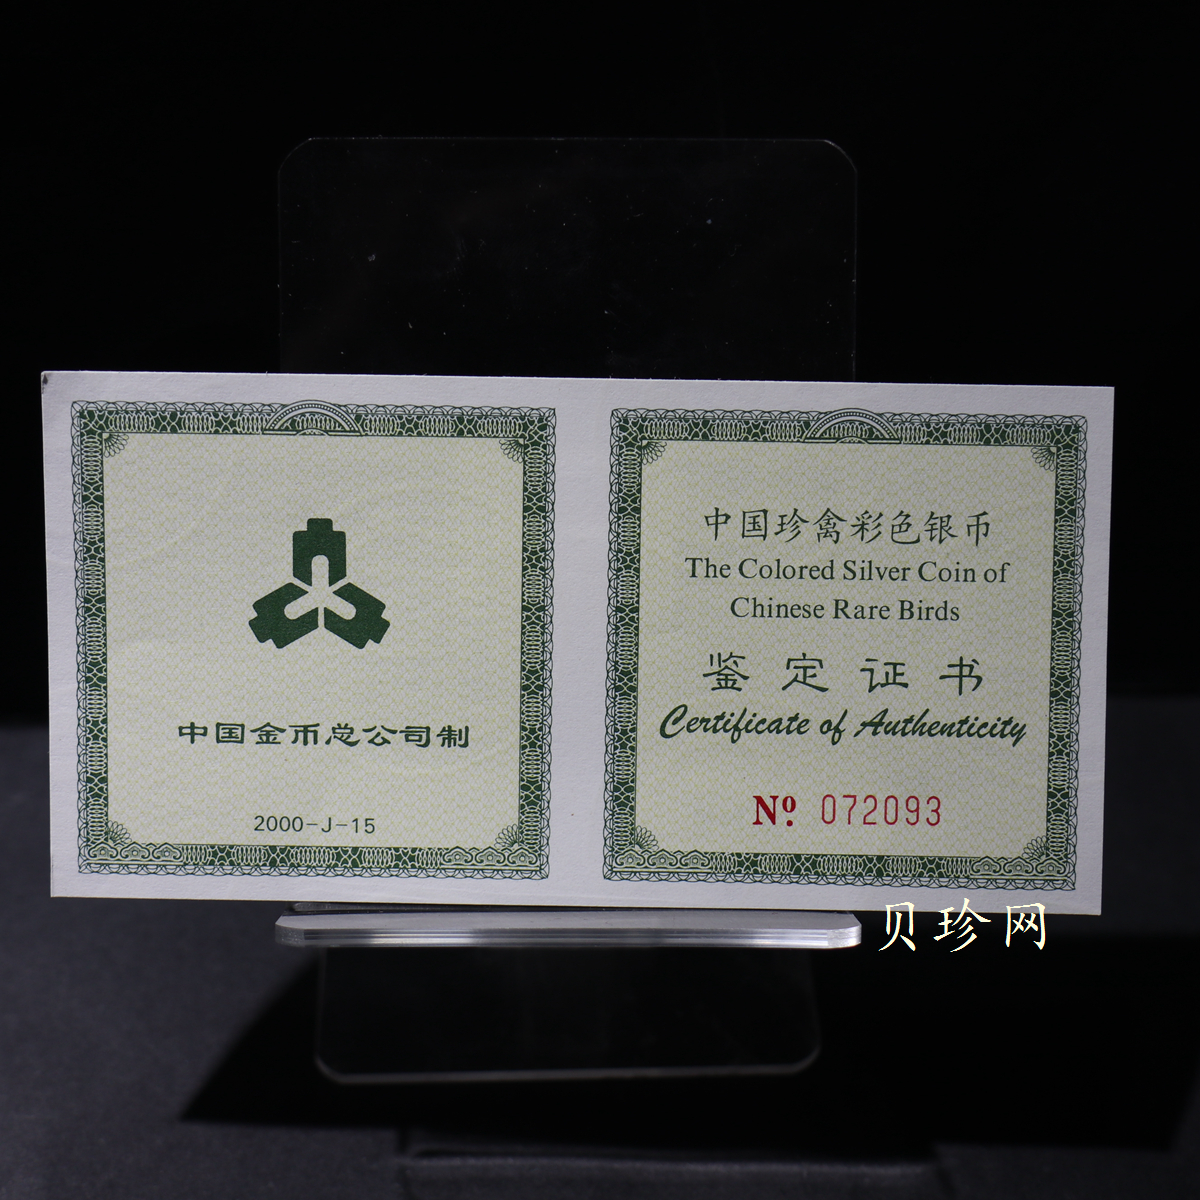 中国金币总公司制
2000-J-15
中国珍禽彩色银币
The Colored Silver Coin of
Chinese Rare Birds
鉴定证书
Certificate of Authenticity
Nº 072093
贝珍网